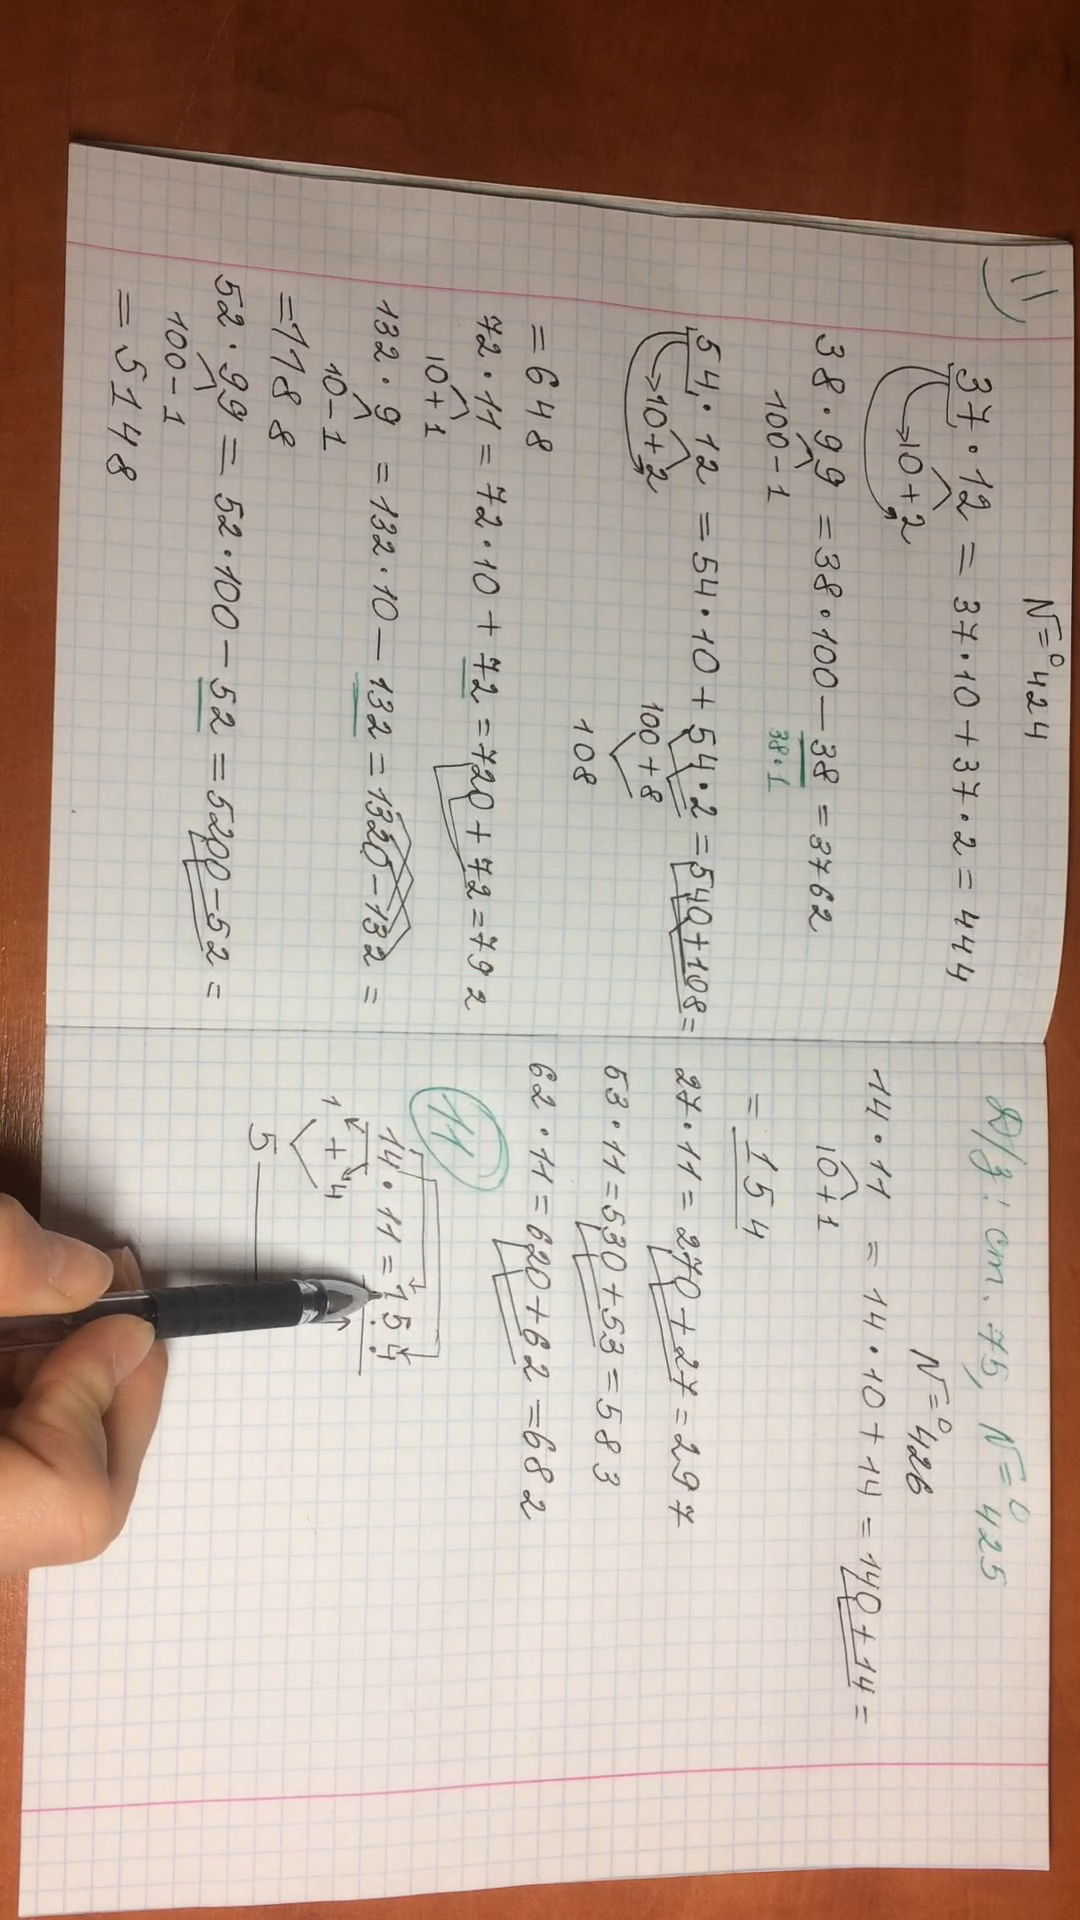 № 424
1)
37·12 = 37·10 + 37·2 = 444
10 + 2
38·99 = 38·100 − 38 = 3762
100 − 1
38·1
54·12 = 54·10 + 54·2 = 540 + 108 =
10 + 2
100 + 8
108
= 648
72·11 = 72·10 + 72 = 720 + 72 = 792
10 + 1
132·9 = 132·10 − 132 = 1320 − 132 =
10 − 1
= 1188
52·99 = 52·100 − 52 = 5200 − 52 =
100 − 1
= 5148
Д/з: ст. 75, № 425
№ 426
14·11 = 14·10 + 14 = 140 + 14 =
10 + 1
= 154
27·11 = 270 + 27 = 297
53·11 = 530 + 53 = 583
62·11 = 620 + 62 = 682
11
14·11 = 154
1 + 4
5